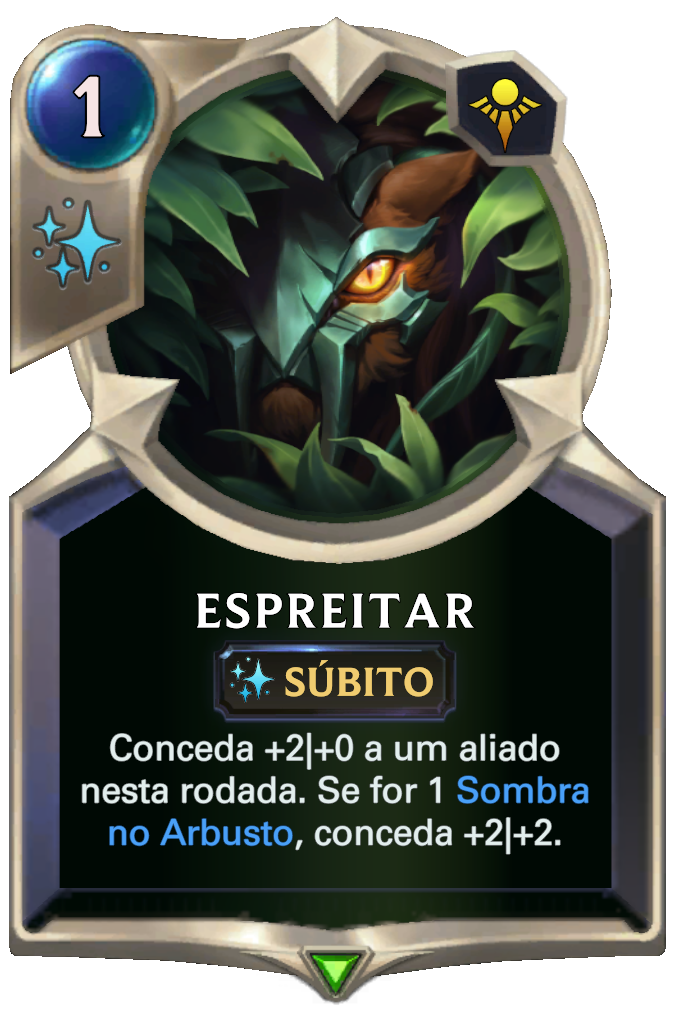 1
ESPREITAR
SÚBITO
Conceda +2|+0 a um aliado
nesta rodada. Se for 1 Sombra
no Arbusto, conceda +2|+2.